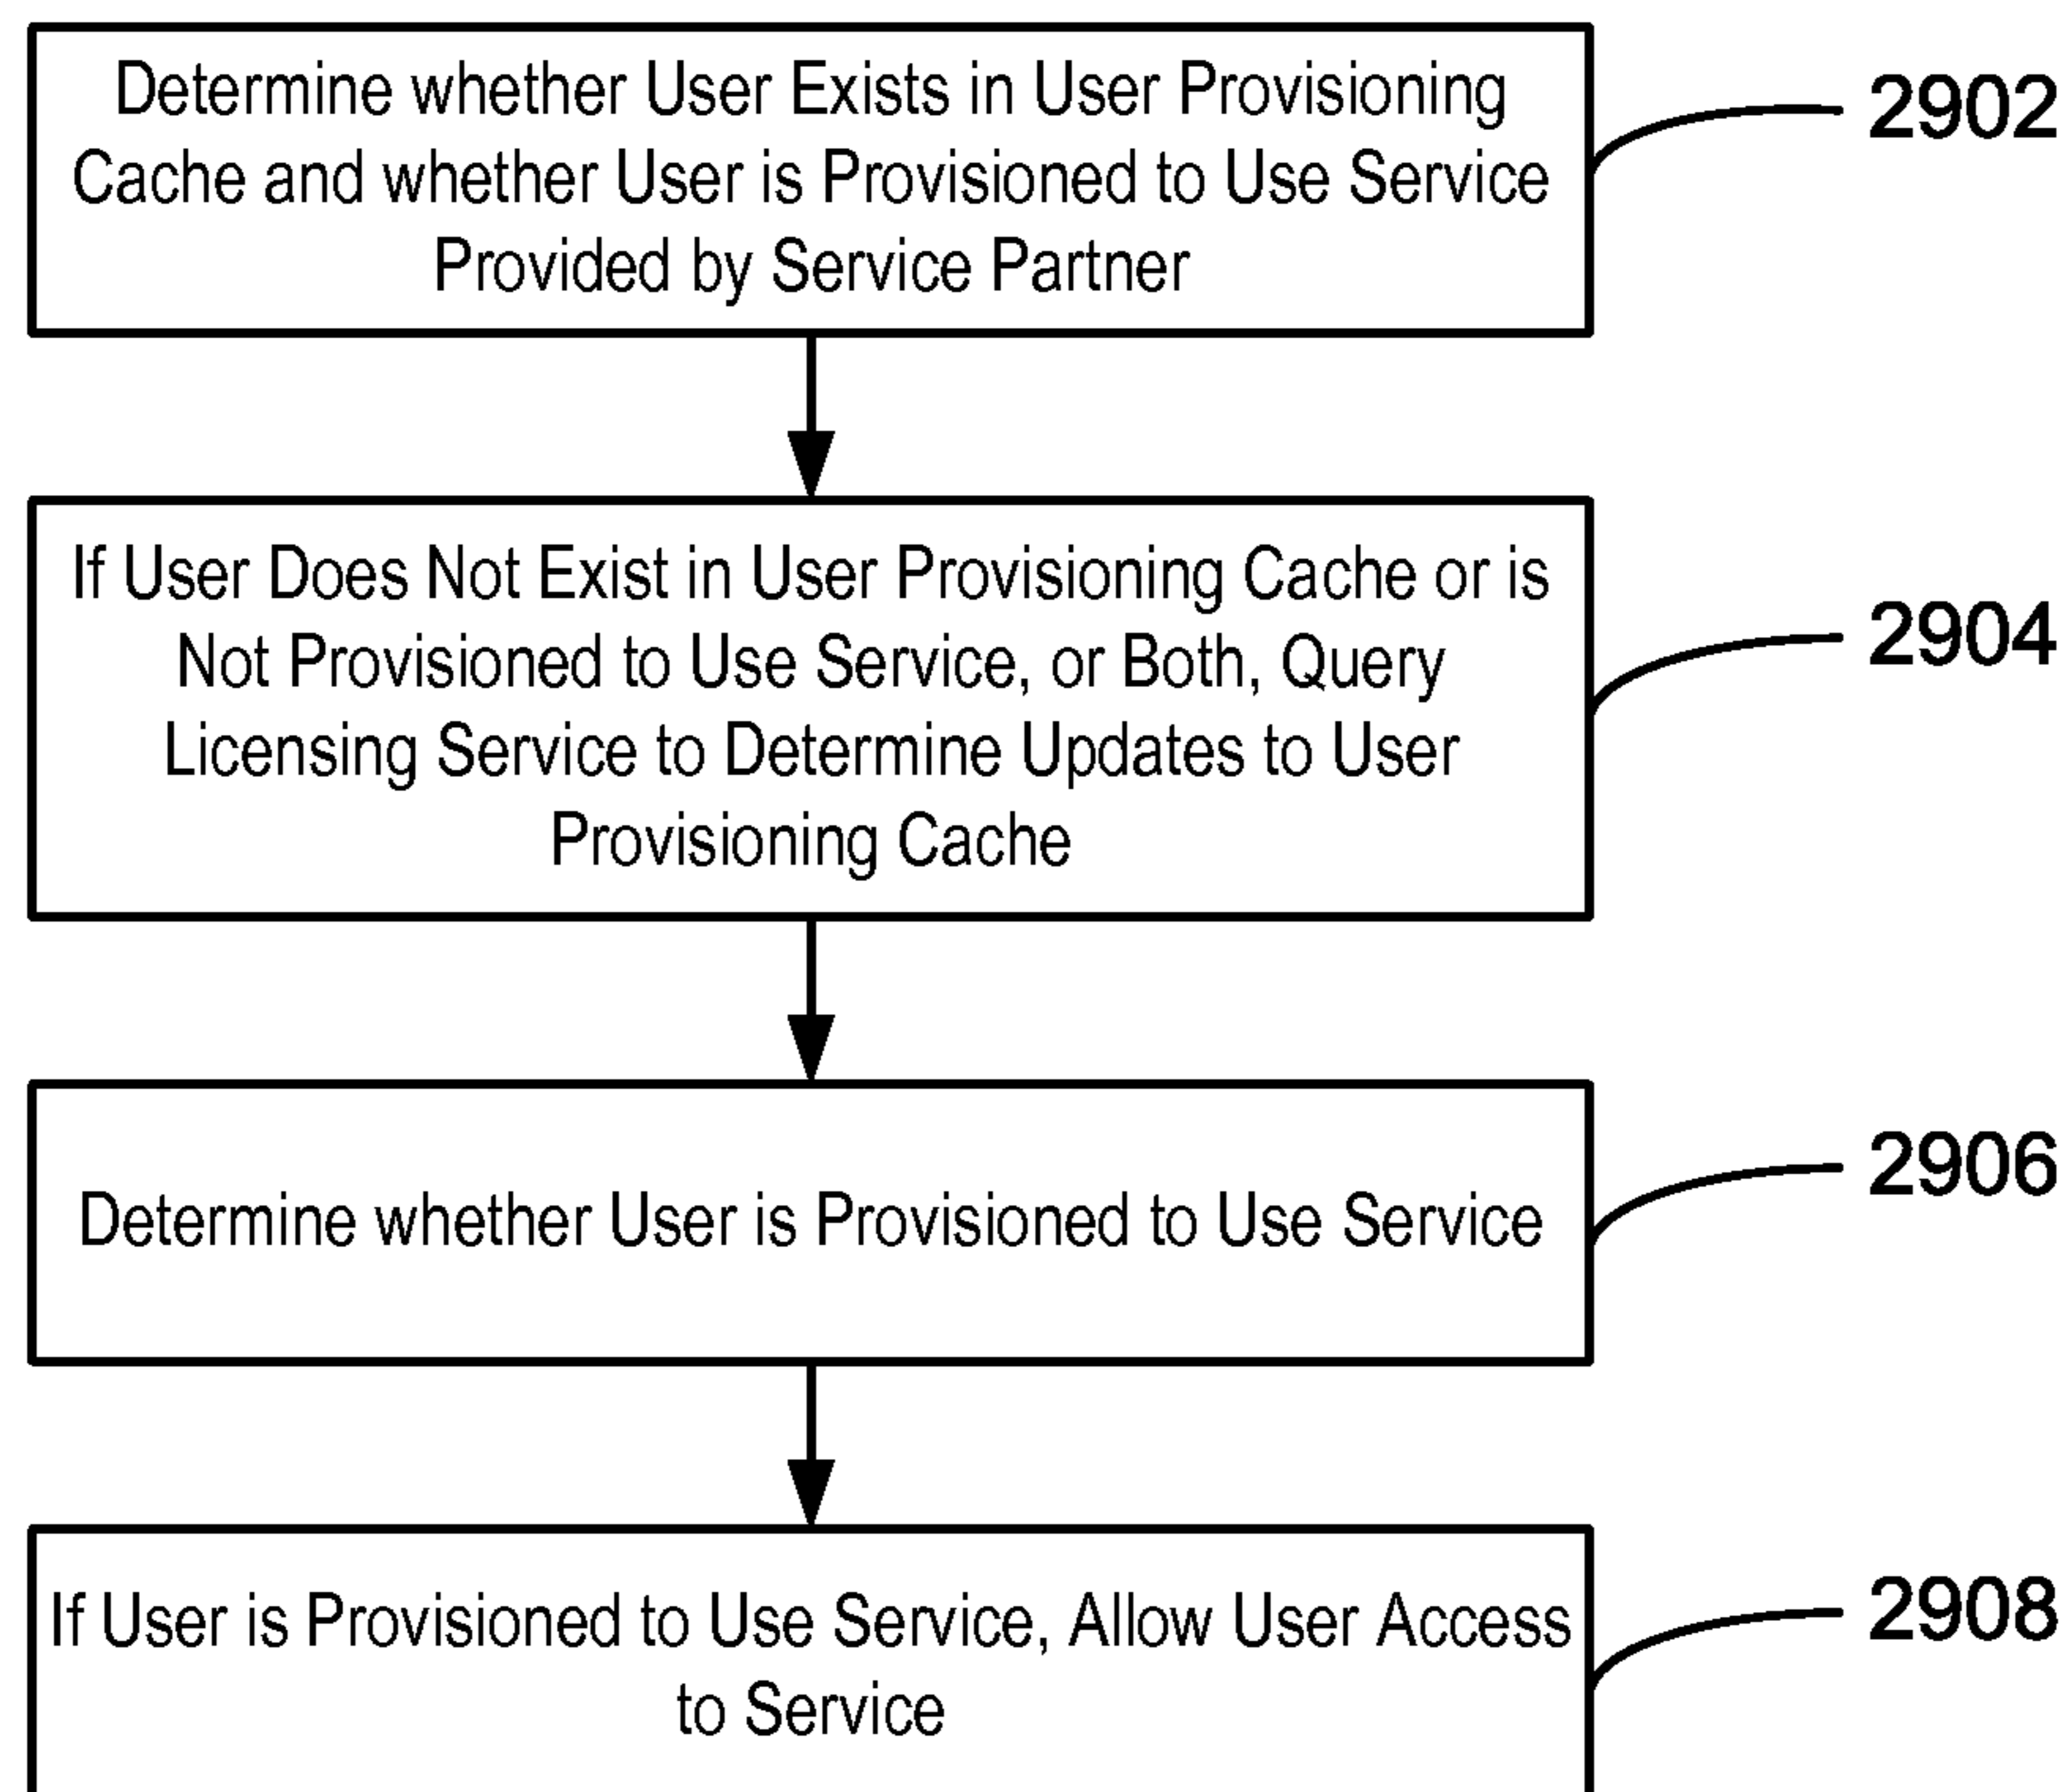 Determine whether User Exists in User Provisioning
Cache and whether User is Provisioned to Use Service
Provided by Service Partner
2902
If User Does Not Exist in User Provisioning Cache or is
Not Provisioned to Use Service, or Both, Query
Licensing Service to Determine Updates to User
Provisioning Cache
2904
Determine whether User is Provisioned to Use Service
2906
If User is Provisioned to Use Service, Allow User Access
to Service
2908